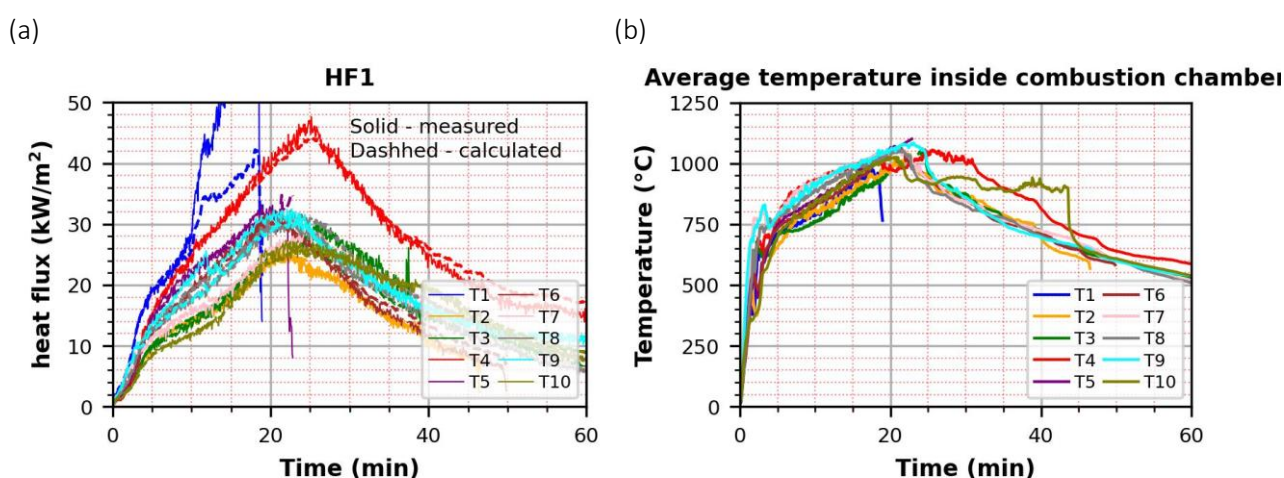 (a)
(b)
HF1
Average temperature inside combustion chamber
50
40
30
20
10
0
heat flux (kW/m²)
Solid - measured
Dashhed - calculated
T1
T2
T3
T4
T5
T6
T7
T8
T9
T10
0
20
40
60
Time (min)
1250
1000
750
500
250
0
Temperature (°C)
T1
T2
T3
T4
T5
T6
T7
T8
T9
T10
0
20
40
60
Time (min)